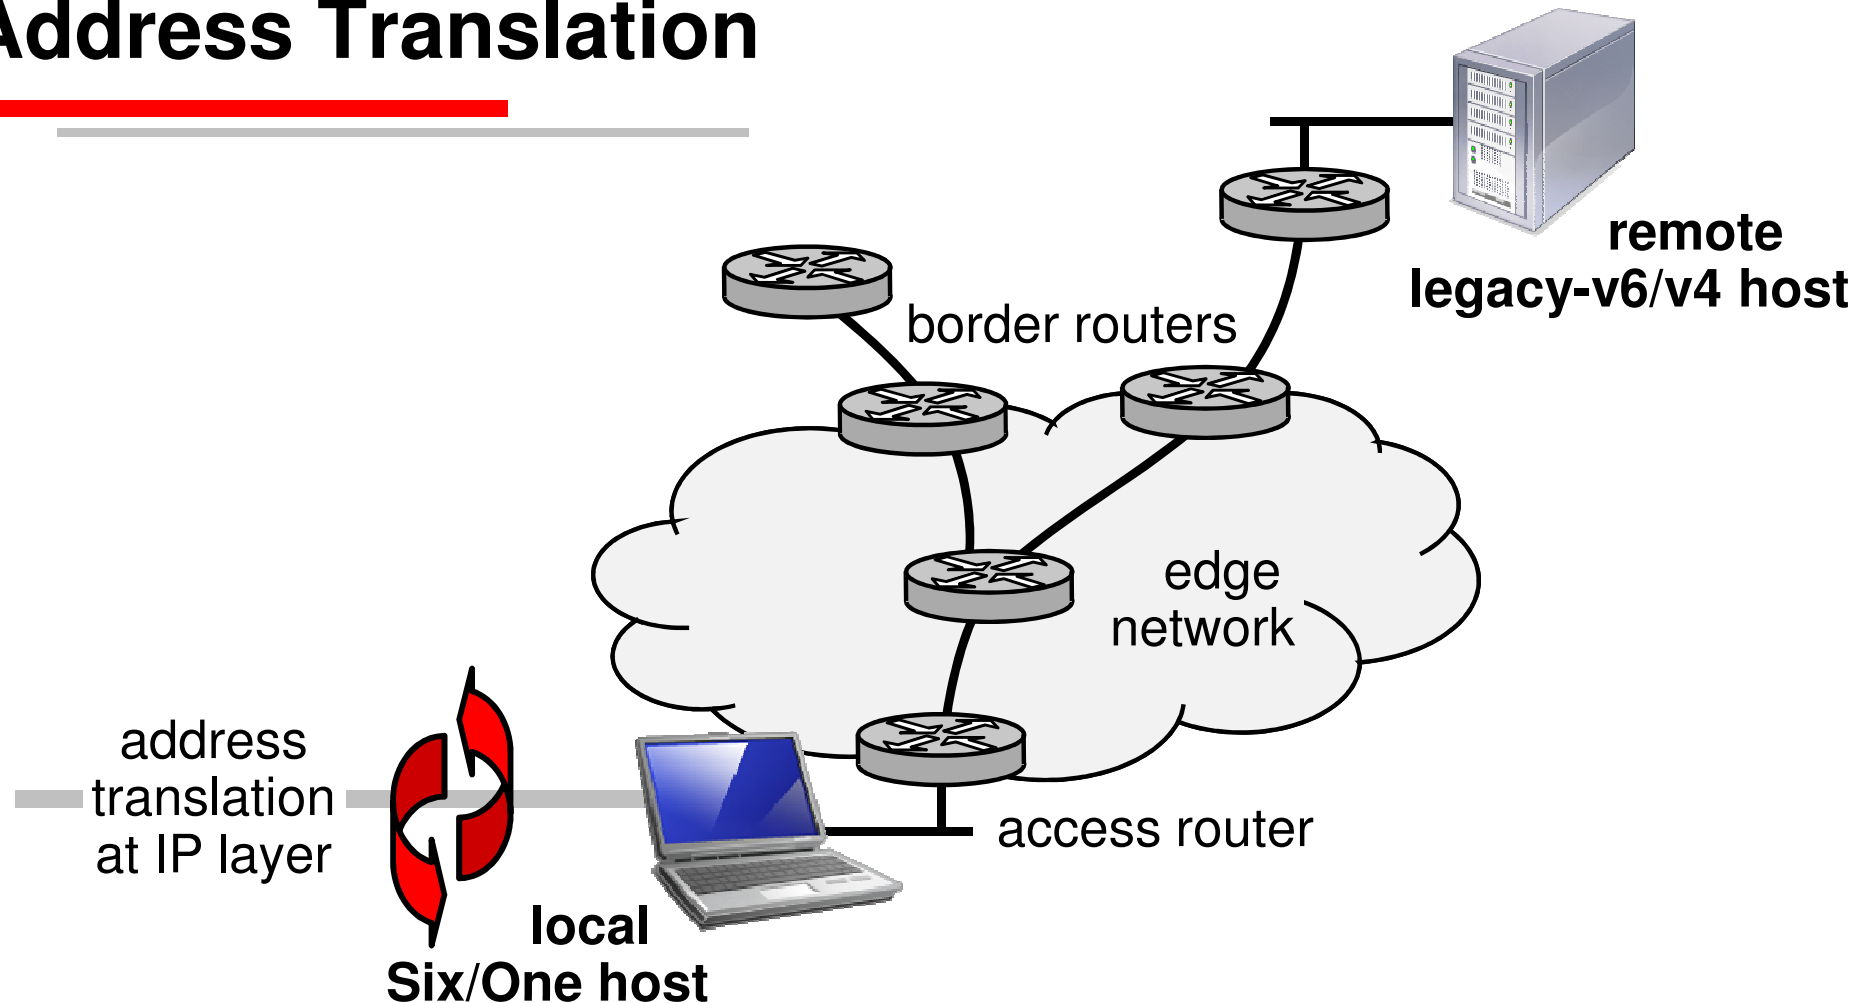 Address Translation
remote
legacy-v6/v4 host
border routers
edge
network
address
translation
at IP layer
access router
local
Six/One host